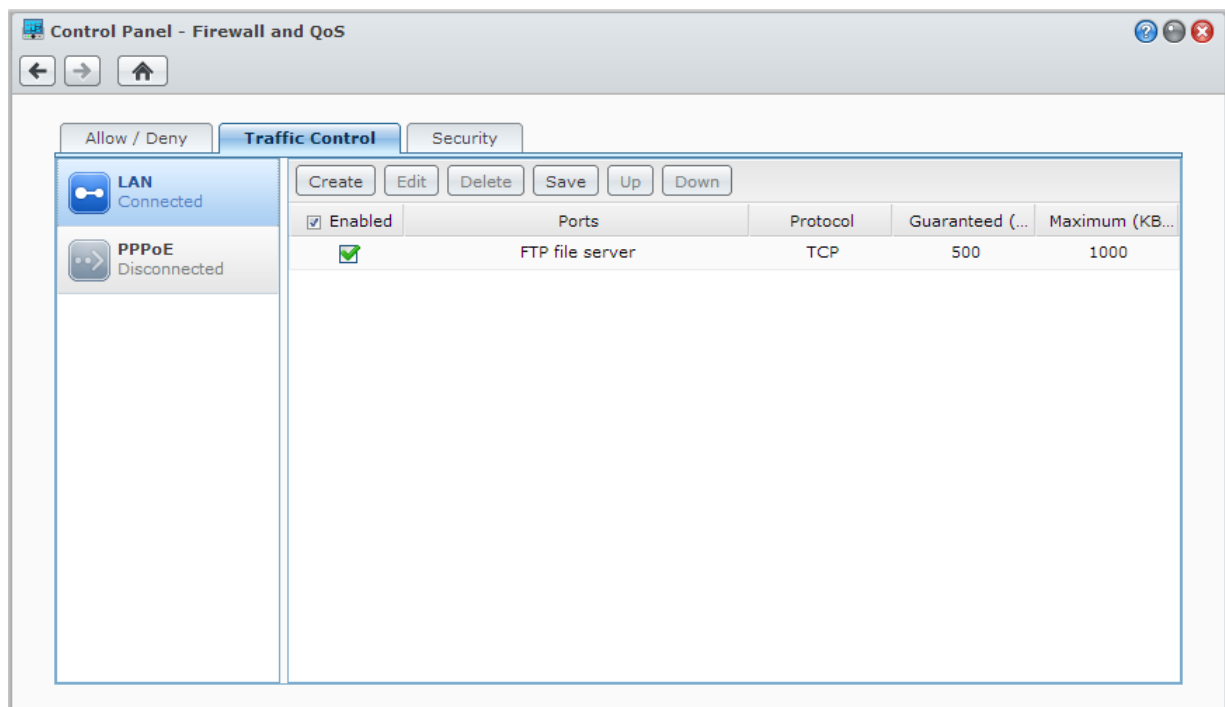 Control Panel - Firewall and QoS
Allow / Deny Traffic Control Security
LAN
Connected
PPPoE
Disconnected
Create Edit Delete Save Up Down
Enabled Ports Protocol Guaranteed (... Maximum (KB...
FTP file server TCP 500 1000